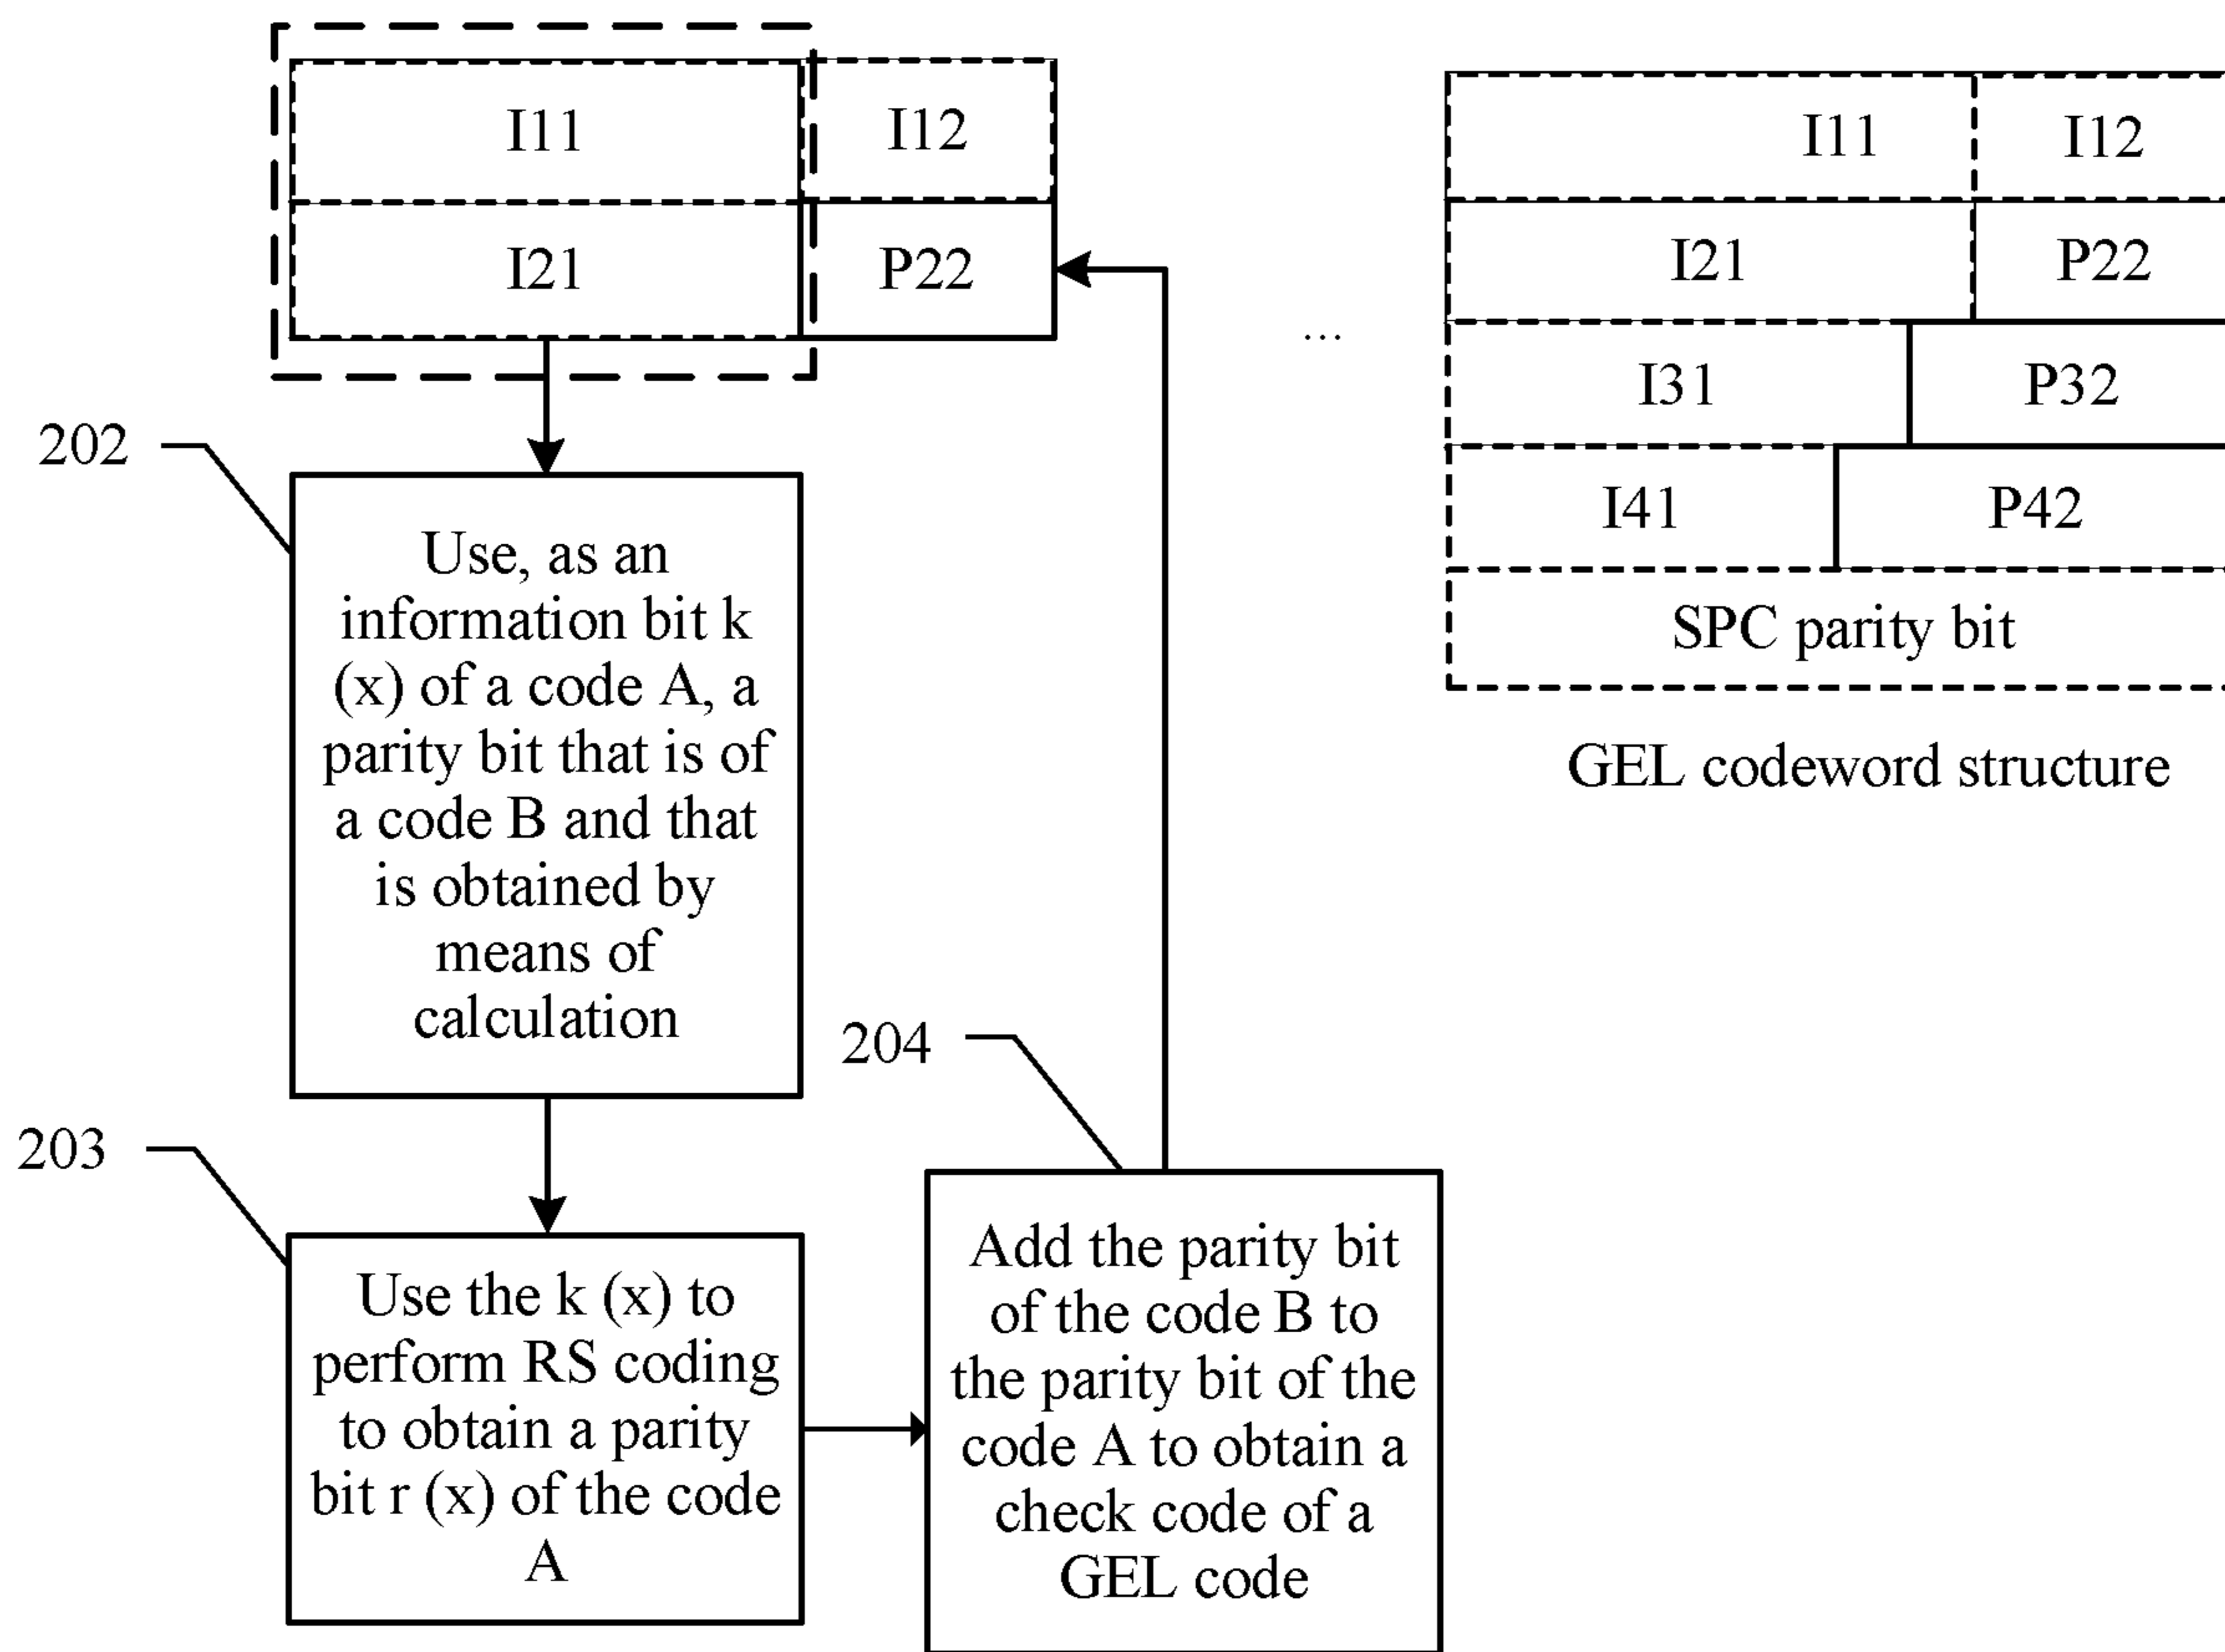 I11
I12
I21
P22
...
I11
I12
I21
P22
I31
P32
I41
P42
SPC parity bit
GEL codeword structure
202
Use, as an
information bit k
(x) of a code A, a
parity bit that is of
a code B and that
is obtained by
means of
calculation
203
Use the k (x) to
perform RS coding
to obtain a parity
bit r (x) of the code
A
204
Add the parity bit
of the code B to
the parity bit of the
code A to obtain a
check code of a
GEL code